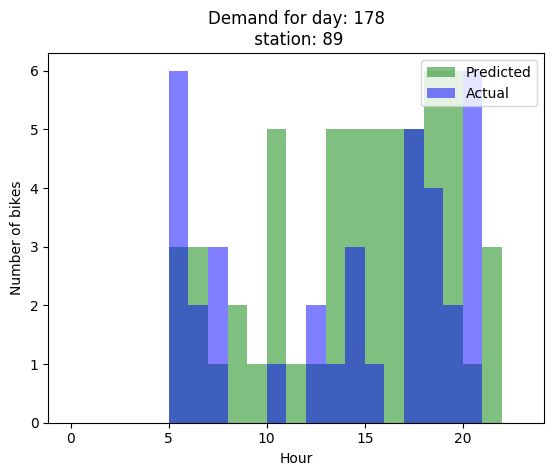 Demand for day: 178
station: 89
6
5
4
3
2
1
0
Number of bikes
Predicted
Actual
0
5
10
15
20
Hour